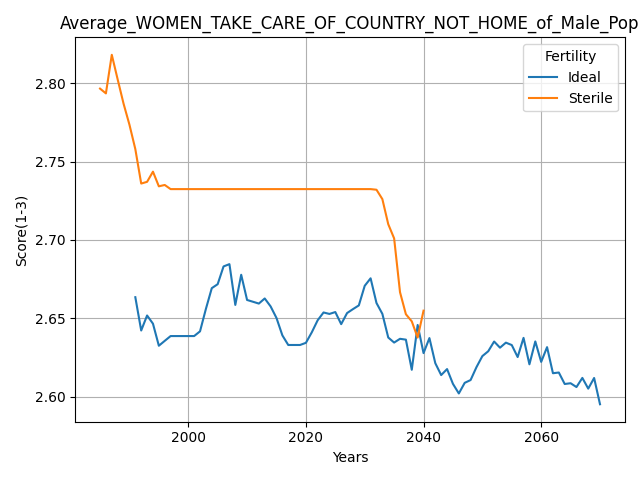 Average_WOMEN_TAKE_CARE_OF_COUNTRY_NOT_HOME_of_Male_Pop
Fertility
Ideal
Sterile
2.80
2.75
2.70
2.65
2.60
Score(1-3)
2000
2020
2040
2060
Years